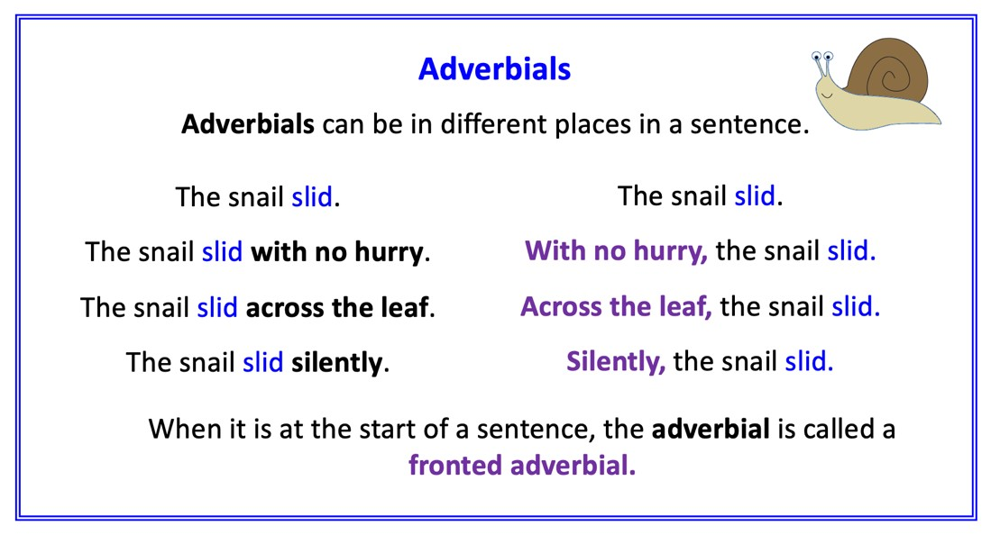 Adverbials
Adverbials can be in different places in a sentence.
The snail slid.
The snail slid with no hurry.
The snail slid across the leaf.
The snail slid silently.
The snail slid.
With no hurry, the snail slid.
Across the leaf, the snail slid.
Silently, the snail slid.
When it is at the start of a sentence, the adverbial is called a
fronted adverbial.